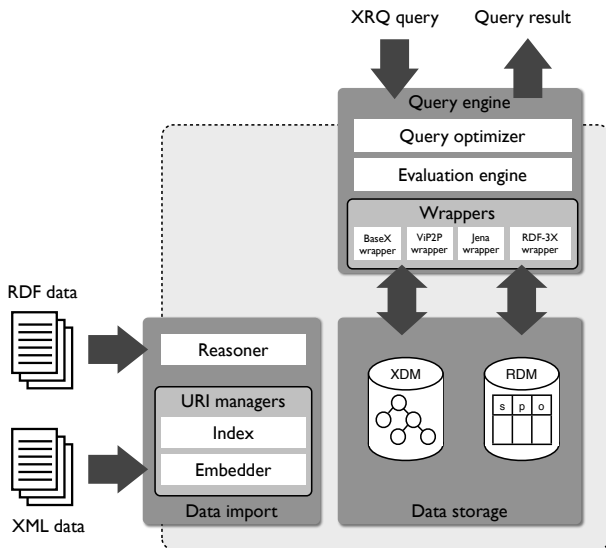 XRQ query
Query result
Query engine
Query optimizer
Evaluation engine
Wrappers
BaseX wrapper
ViP2P wrapper
Jena wrapper
RDF-3X wrapper
RDF data
Reasoner
URI managers
Index
Embedder
Data import
XML data
XDM
RDM
s p o
Data storage